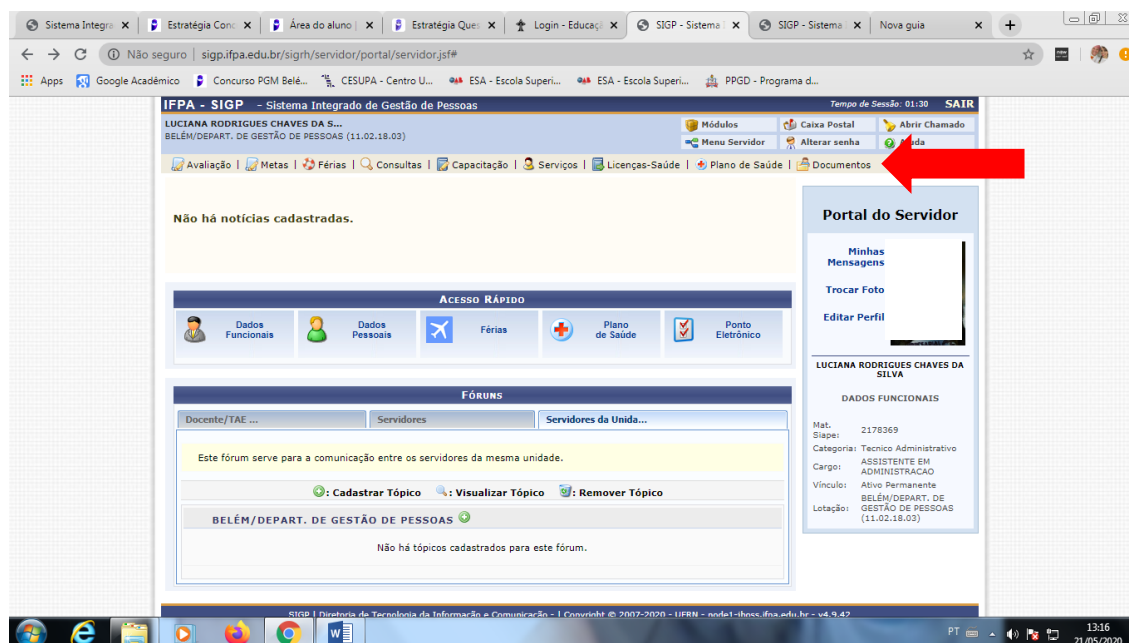 Sistema Integra
Estratégia Conc
Área do aluno |
Estratégia Ques
Login - Educaçã
SIGP - Sistema I
SIGP - Sistema
Nova guia
Não seguro | sigp.ifpa.edu.br/sigrh/servidor/portal/servidor.jsf#
Apps
Google Acadêmico
Concurso PGM Belé...
CESUPA - Centro U...
ESA - Escola Superi...
ESA - Escola Superi...
PPGD - Programa d...
IFPA - SIGP - Sistema Integrado de Gestão de Pessoas
Tempo de Sessão: 01:30 SAIR
LUCIANA RODRIGUES CHAVES DA S...
BELÉM/DEPART. DE GESTÃO DE PESSOAS (11.02.18.03)
Módulos
Caixa Postal
Abrir Chamado
Menu Servidor
Alterar senha
Avaliação | Metas | Férias | Consultas | Capacitação | Serviços | Licenças-Saúde | Plano de Saúde | Documentos
Não há notícias cadastradas.
Acesso Rápido
Dados Funcionais
Dados Pessoais
Férias
Plano de Saúde
Ponto Eletrônico
Fóruns
Docente/TAE ...
Servidores
Servidores da Unida...
Este fórum serve para a comunicação entre os servidores da mesma unidade.
: Cadastrar Tópico : Visualizar Tópico : Remover Tópico
BELÉM/DEPART. DE GESTÃO DE PESSOAS
Não há tópicos cadastrados para este fórum.
Portal do Servidor
Minhas
Mensagens
Trocar Foto
Editar Perfil
LUCIANA RODRIGUES CHAVES DA
SILVA
DADOS FUNCIONAIS
Mat. Siape: 2178369
Categoria: Tecnico Administrativo
Cargo: ASSISTENTE EM ADMINISTRACAO
Vínculo: Ativo Permanente
Lotação: BELÉM/DEPART. DE GESTÃO DE PESSOAS (11.02.18.03)
SIGP | Diretoria de Tecnologia da Informação e Comunicação - | Copyright © 2007-2020 - UFRN - node1-jboss.ifpa.edu.br - v4.9.42
PT
13:16
21/05/2020